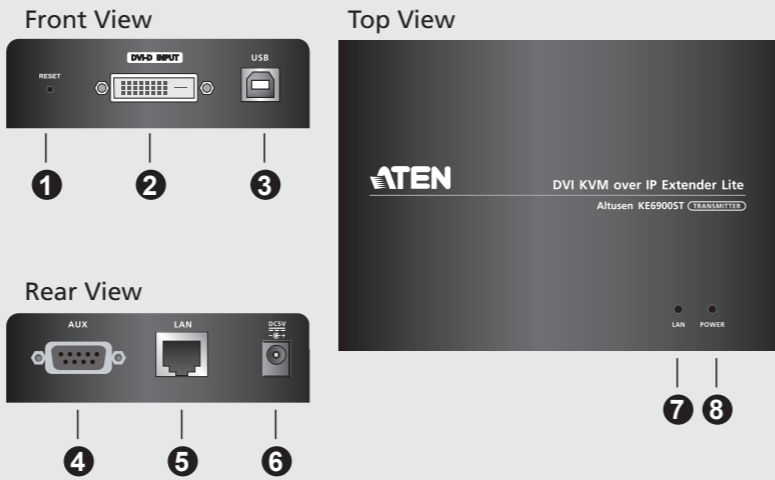 Front View
RESET
DVI-D INPUT
USB
1 2 3
Rear View
AUX
LAN
DC5V
4 5 6
Top View
ATEN
DVI KVM over IP Extender Lite
Altusen KE6900ST TRANSMITTER
LAN POWER
7 8